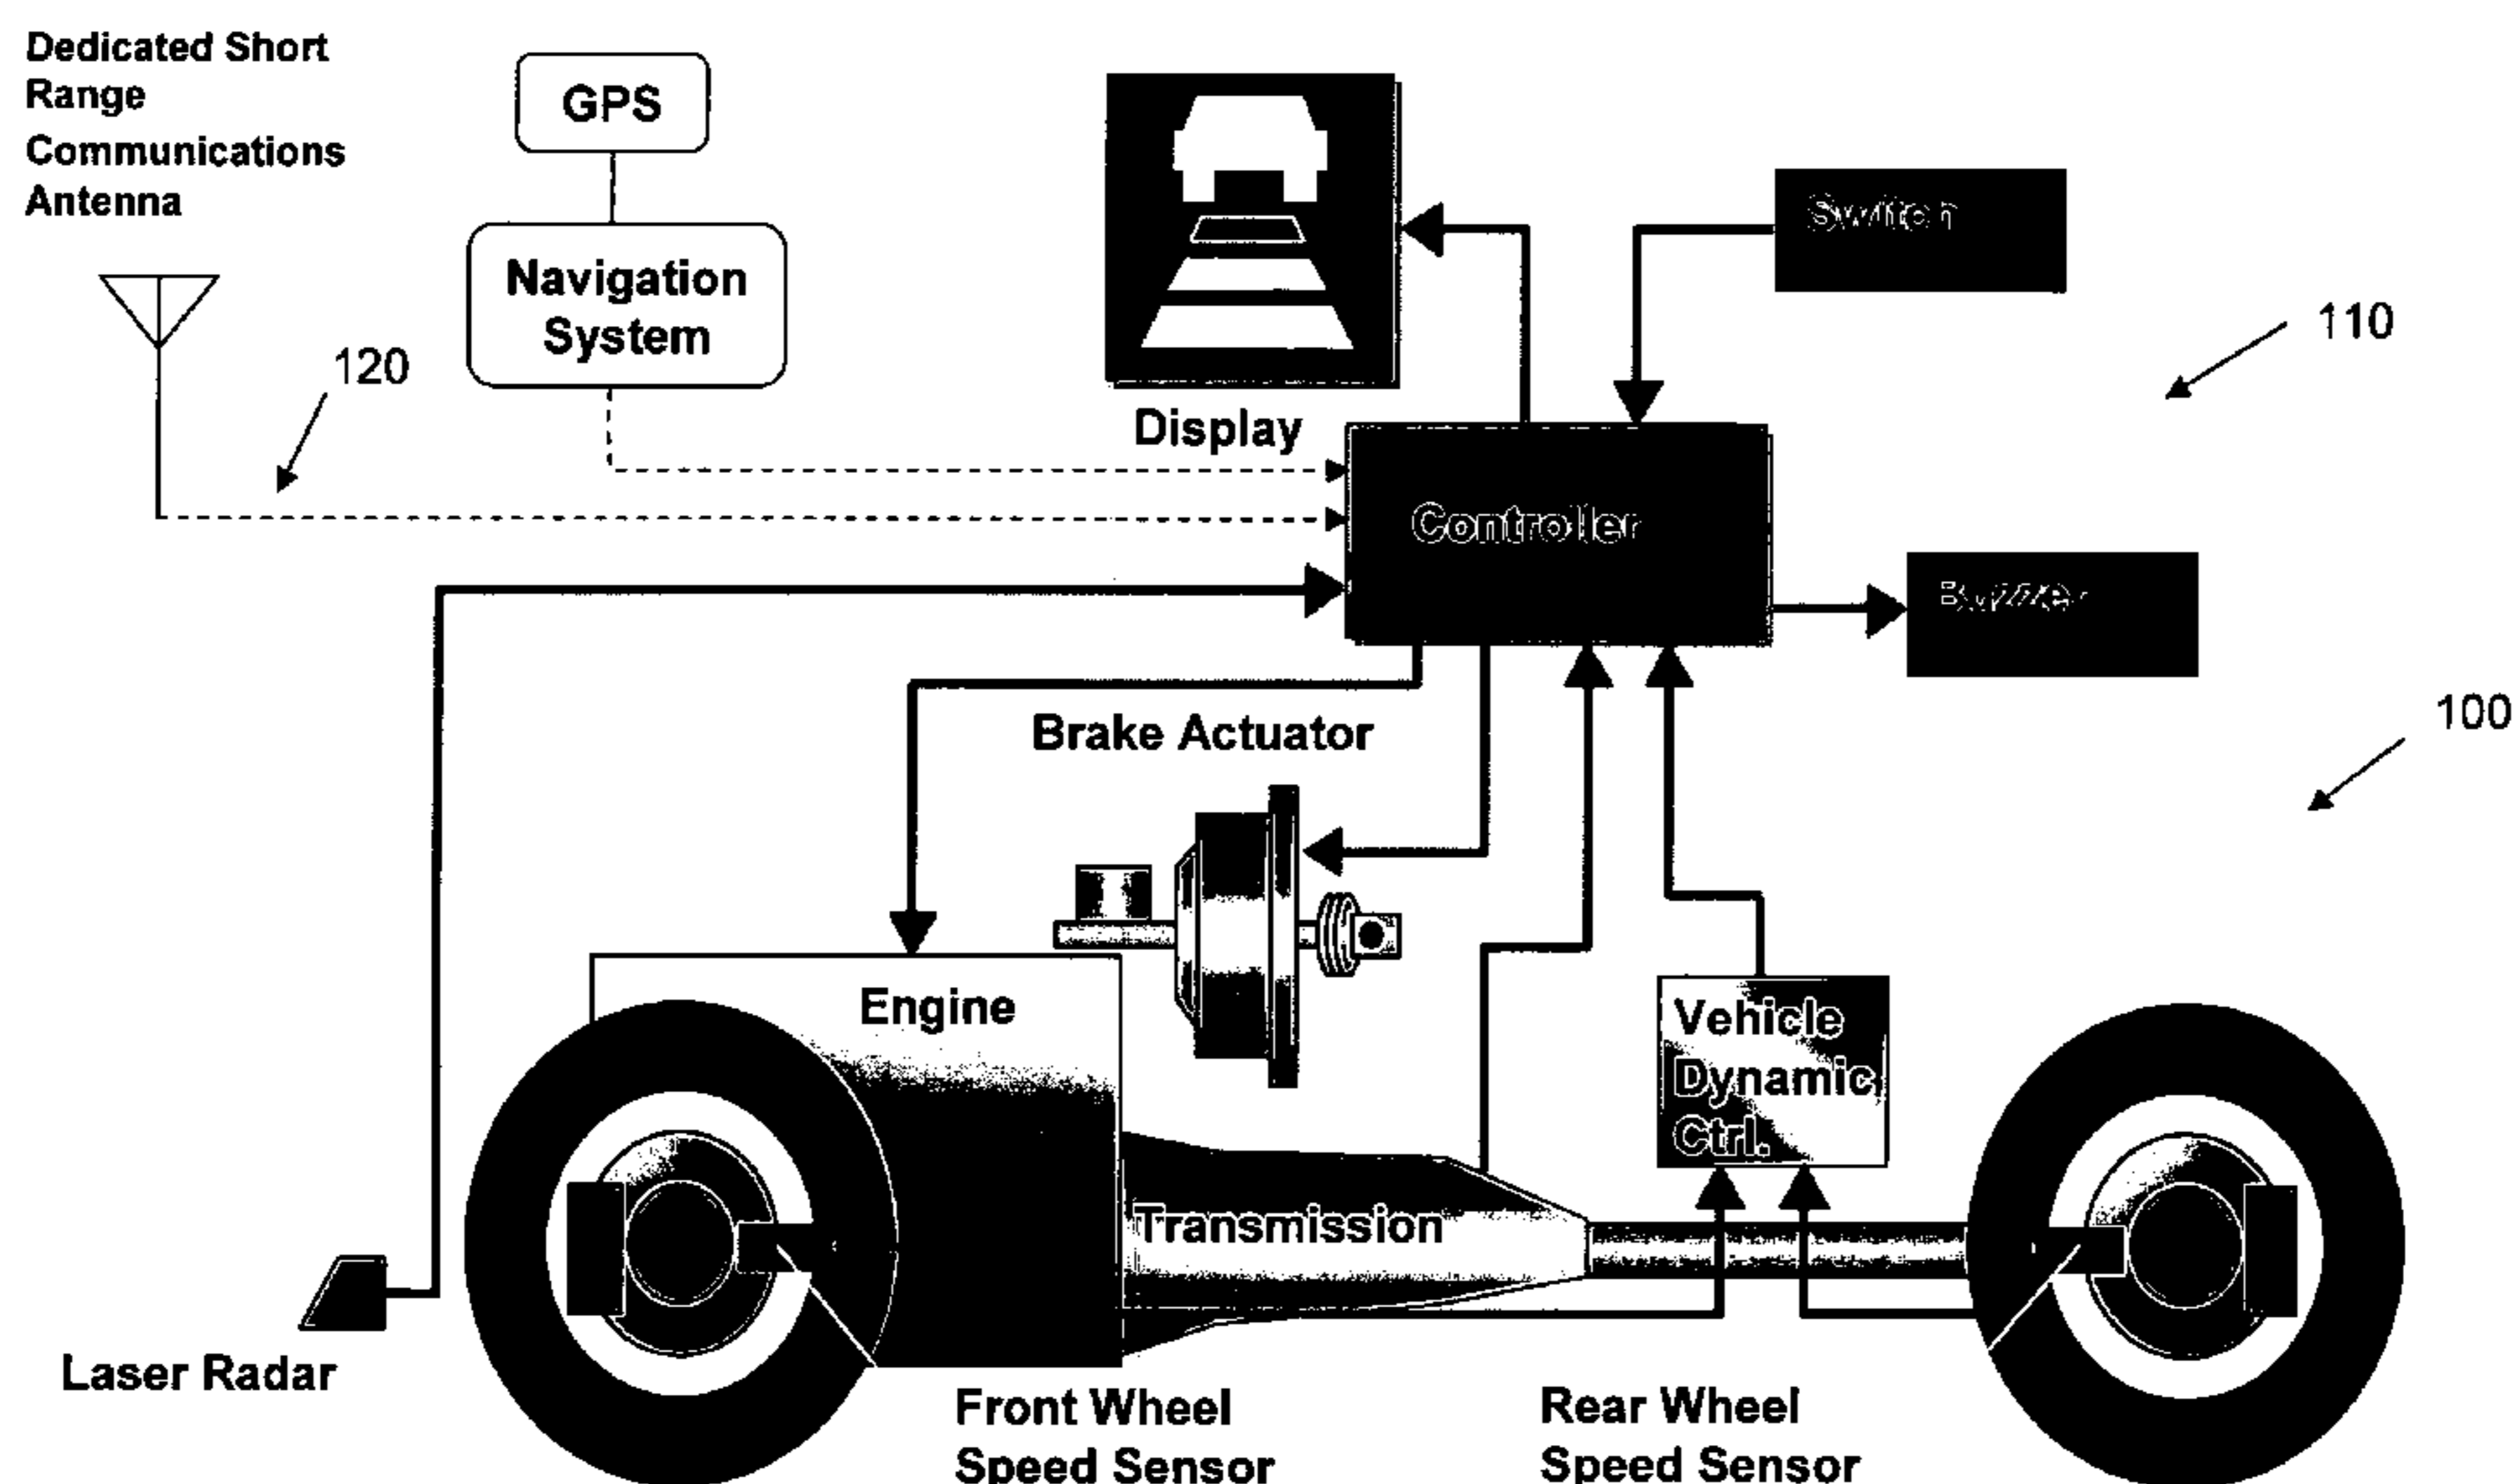 Dedicated Short
Range
Communications
Antenna
GPS
Navigation
System
120
Display
Switch
110
Controller
Buzzer
100
Brake Actuator
Engine
Vehicle
Dynamic
Ctrl.
Transmission
Laser Radar
Front Wheel
Speed Sensor
Rear Wheel
Speed Sensor